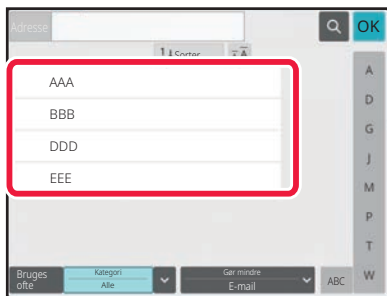 Adresse
OK
Sorter
AAA
BBB
DDD
EEE
A
D
G
J
M
P
T
W
Bruges
ofte
Kategori
Alle
Gør mindre
E-mail
ABC